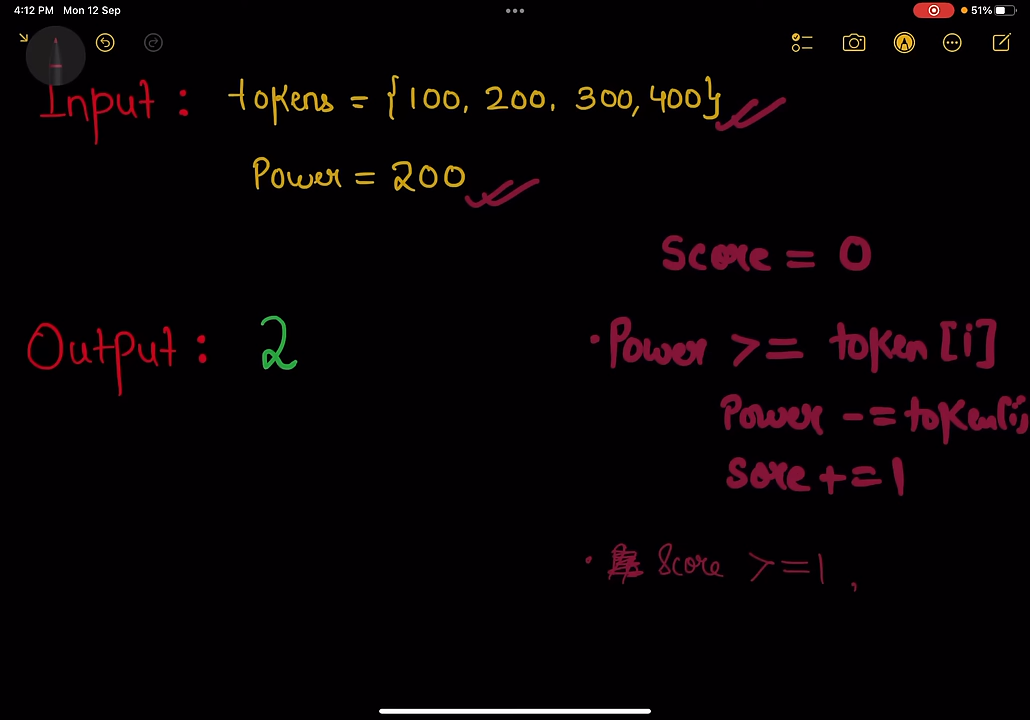 4:12 PM Mon 12 Sep
51%
Input : tokens = {100, 200, 300, 400}
Power = 200
Score = 0
Output : 2
• Power >= token [i]
Power -= token[i]
Sore += 1
• Score >= 1 ,